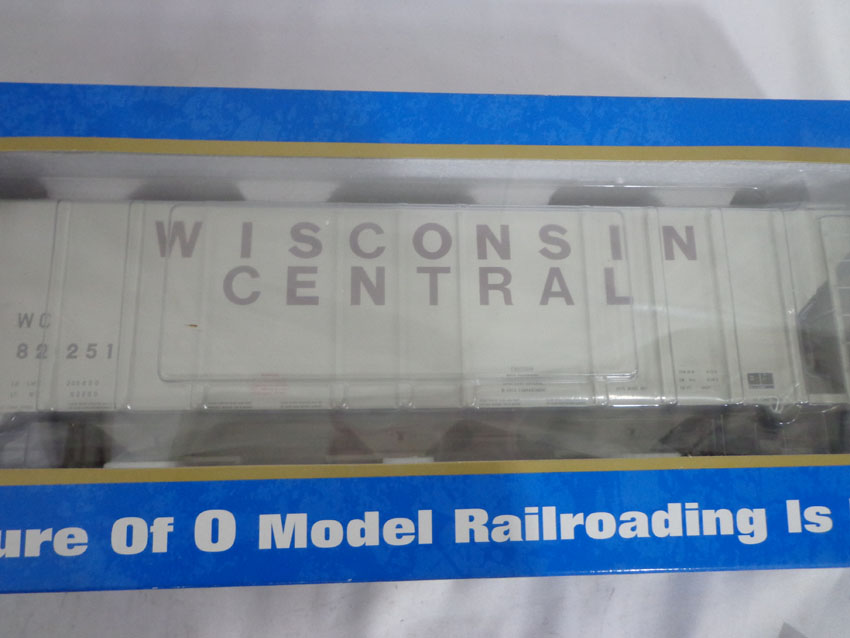 WISCONSIN
CENTRAL
WC
82251
ure Of O Model Railroading Is